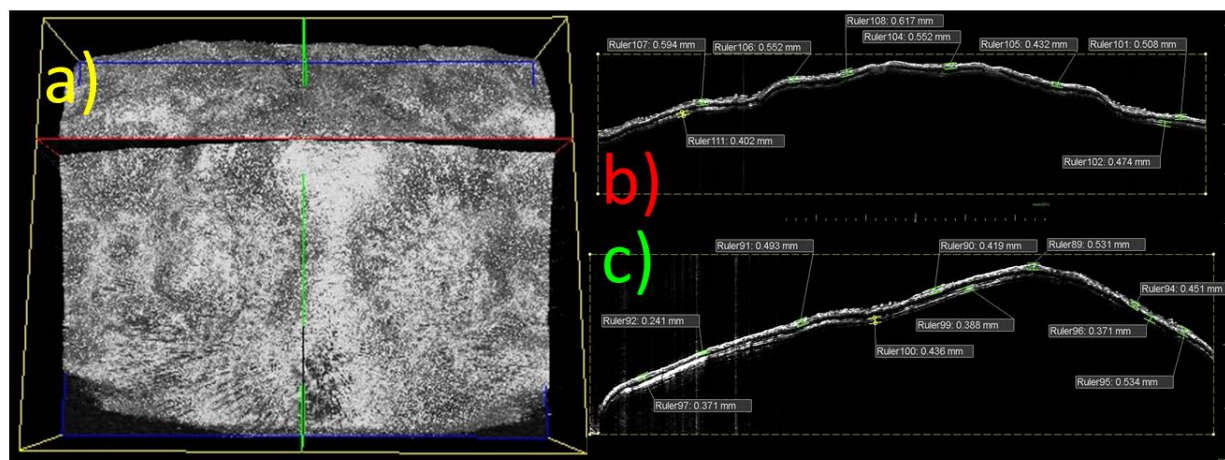 a)
Ruler108: 0.617 mm
Ruler107: 0.594 mm
Ruler106: 0.552 mm
Ruler104: 0.552 mm
Ruler105: 0.432 mm
Ruler101: 0.508 mm
Ruler111: 0.402 mm
Ruler102: 0.474 mm
b)
c)
Ruler91: 0.493 mm
Ruler90: 0.419 mm
Ruler89: 0.531 mm
Ruler94: 0.451 mm
Ruler92: 0.241 mm
Ruler99: 0.388 mm
Ruler96: 0.371 mm
Ruler100: 0.436 mm
Ruler95: 0.534 mm
Ruler97: 0.371 mm